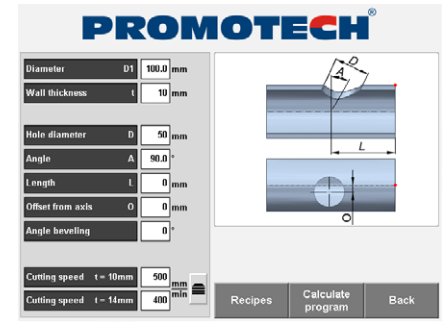 PROMOTECH®
Diameter D1 100.0 mm
Wall thickness t 10 mm
Hole diameter D 50 mm
Angle A 90.0 °
Length L 0 mm
Offset from axis O 0 mm
Angle beveling 0 °
Cutting speed t = 10mm 500
mm
min
Cutting speed t = 14mm 400
D
A
L
O
Recipes
Calculate
program
Back